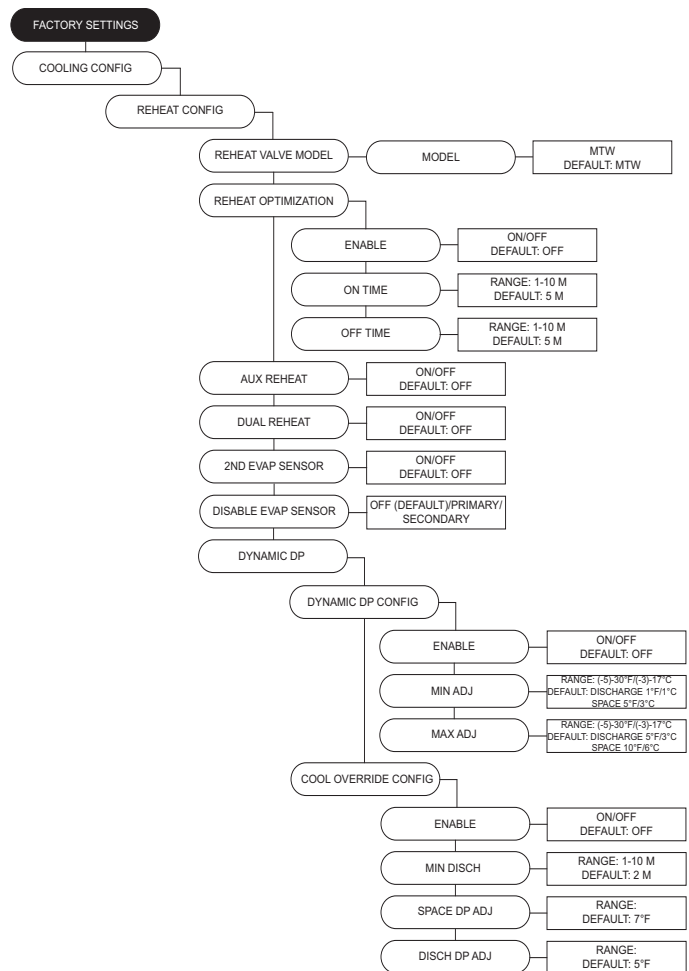 FACTORY SETTINGS
COOLING CONFIG
REHEAT CONFIG
REHEAT VALVE MODEL
MODEL
MTW
DEFAULT: MTW
REHEAT OPTIMIZATION
ENABLE
ON/OFF
DEFAULT: OFF
ON TIME
RANGE: 1-10 M
DEFAULT: 5 M
OFF TIME
RANGE: 1-10 M
DEFAULT: 5 M
AUX REHEAT
ON/OFF
DEFAULT: OFF
DUAL REHEAT
ON/OFF
DEFAULT: OFF
2ND EVAP SENSOR
ON/OFF
DEFAULT: OFF
DISABLE EVAP SENSOR
OFF (DEFAULT)/PRIMARY/
SECONDARY
DYNAMIC DP
DYNAMIC DP CONFIG
ENABLE
ON/OFF
DEFAULT: OFF
MIN ADJ
RANGE: (-5)-30°F/(-3)-17°C
DEFAULT: DISCHARGE 1°F/1°C
SPACE 5°F/3°C
MAX ADJ
RANGE: (-5)-30°F/(-3)-17°C
DEFAULT: DISCHARGE 5°F/3°C
SPACE 10°F/6°C
COOL OVERRIDE CONFIG
ENABLE
ON/OFF
DEFAULT: OFF
MIN DISCH
RANGE: 1-10 M
DEFAULT: 2 M
SPACE DP ADJ
RANGE:
DEFAULT: 7°F
DISCH DP ADJ
RANGE:
DEFAULT: 5°F